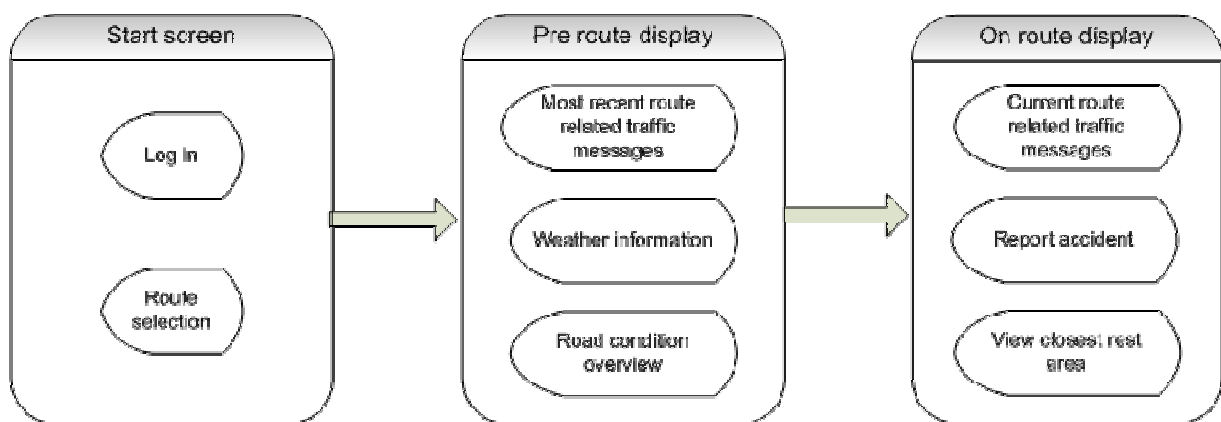 Start screen
Log in
Route
selection
Pre route display
Most recent route
related traffic
messages
Weather information
Road condition
overview
On route display
Current route
related traffic
messages
Report accident
View closest rest
area